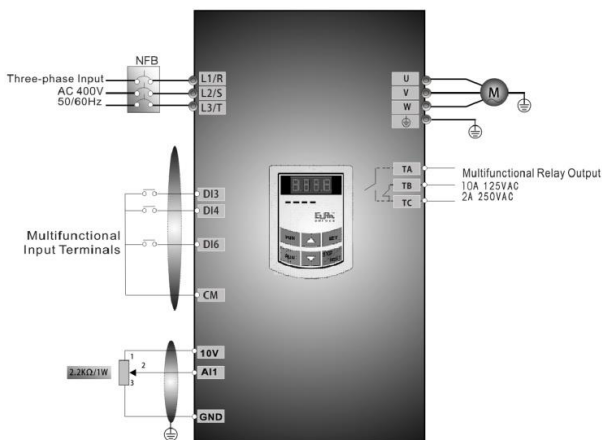 NFB
Three-phase Input
AC 400V
50/60Hz
L1/R
L2/S
L3/T
U
V
W
M
TA
TB
TC
Multifunctional Relay Output
10A 125VAC
2A 250VAC
DI3
DI4
DI6
CM
Multifunctional
Input Terminals
RUN
10V
AI1
GND
1
2
3
2.2KΩ/1W